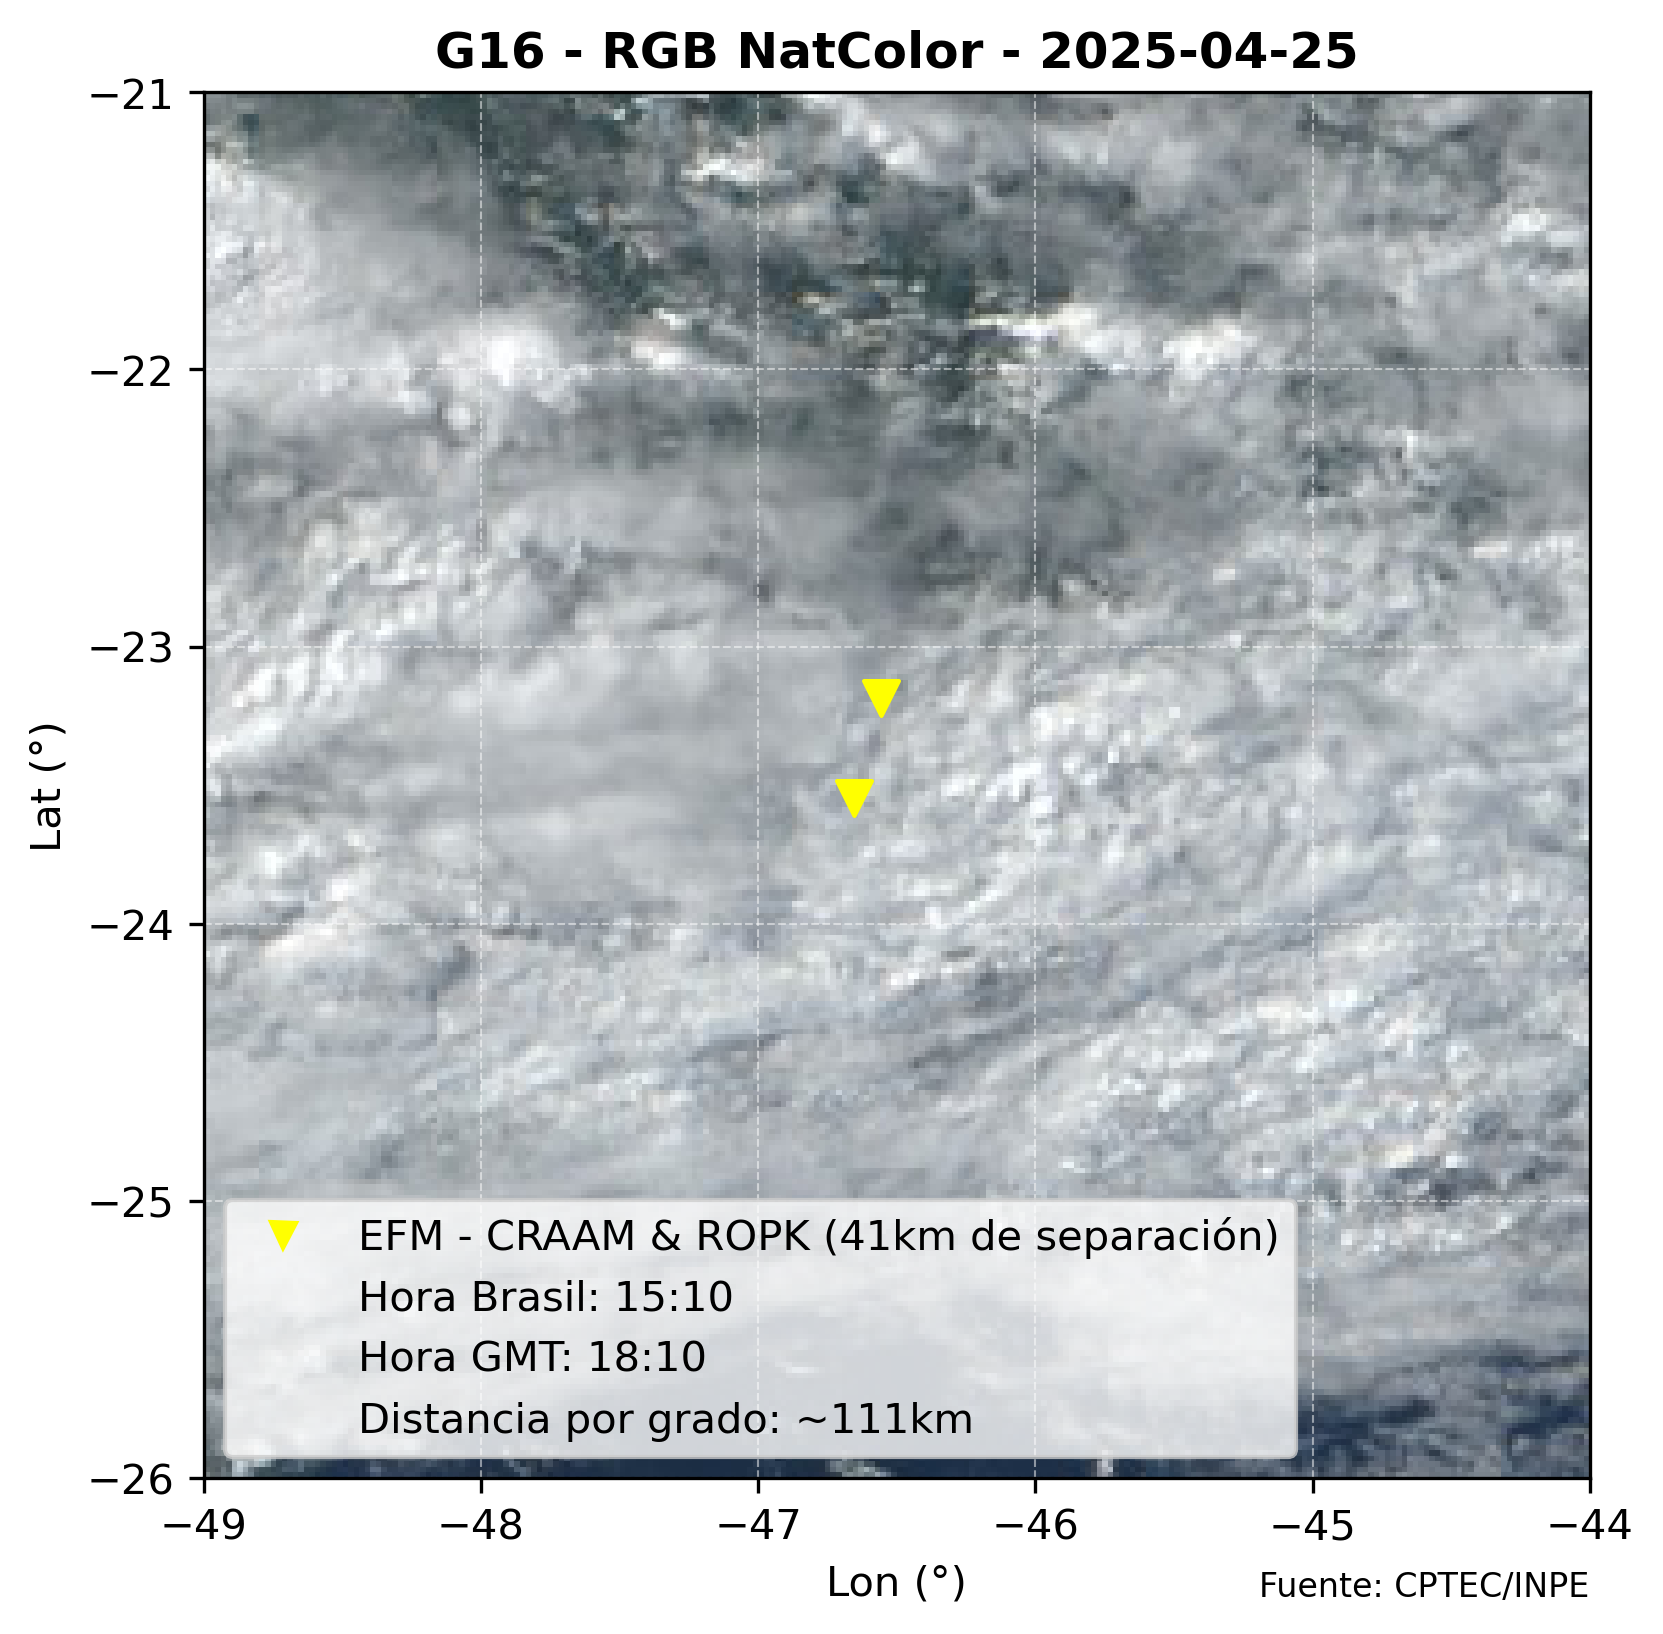 G16 - RGB NatColor - 2025-04-25
−21
−22
−23
−24
−25
−26
Lat (°)
EFM - CRAAM & ROPK (41km de separación)
Hora Brasil: 15:10
Hora GMT: 18:10
Distancia por grado: ~111km
−49 −48 −47 −46 −45 −44
Lon (°)
Fuente: CPTEC/INPE